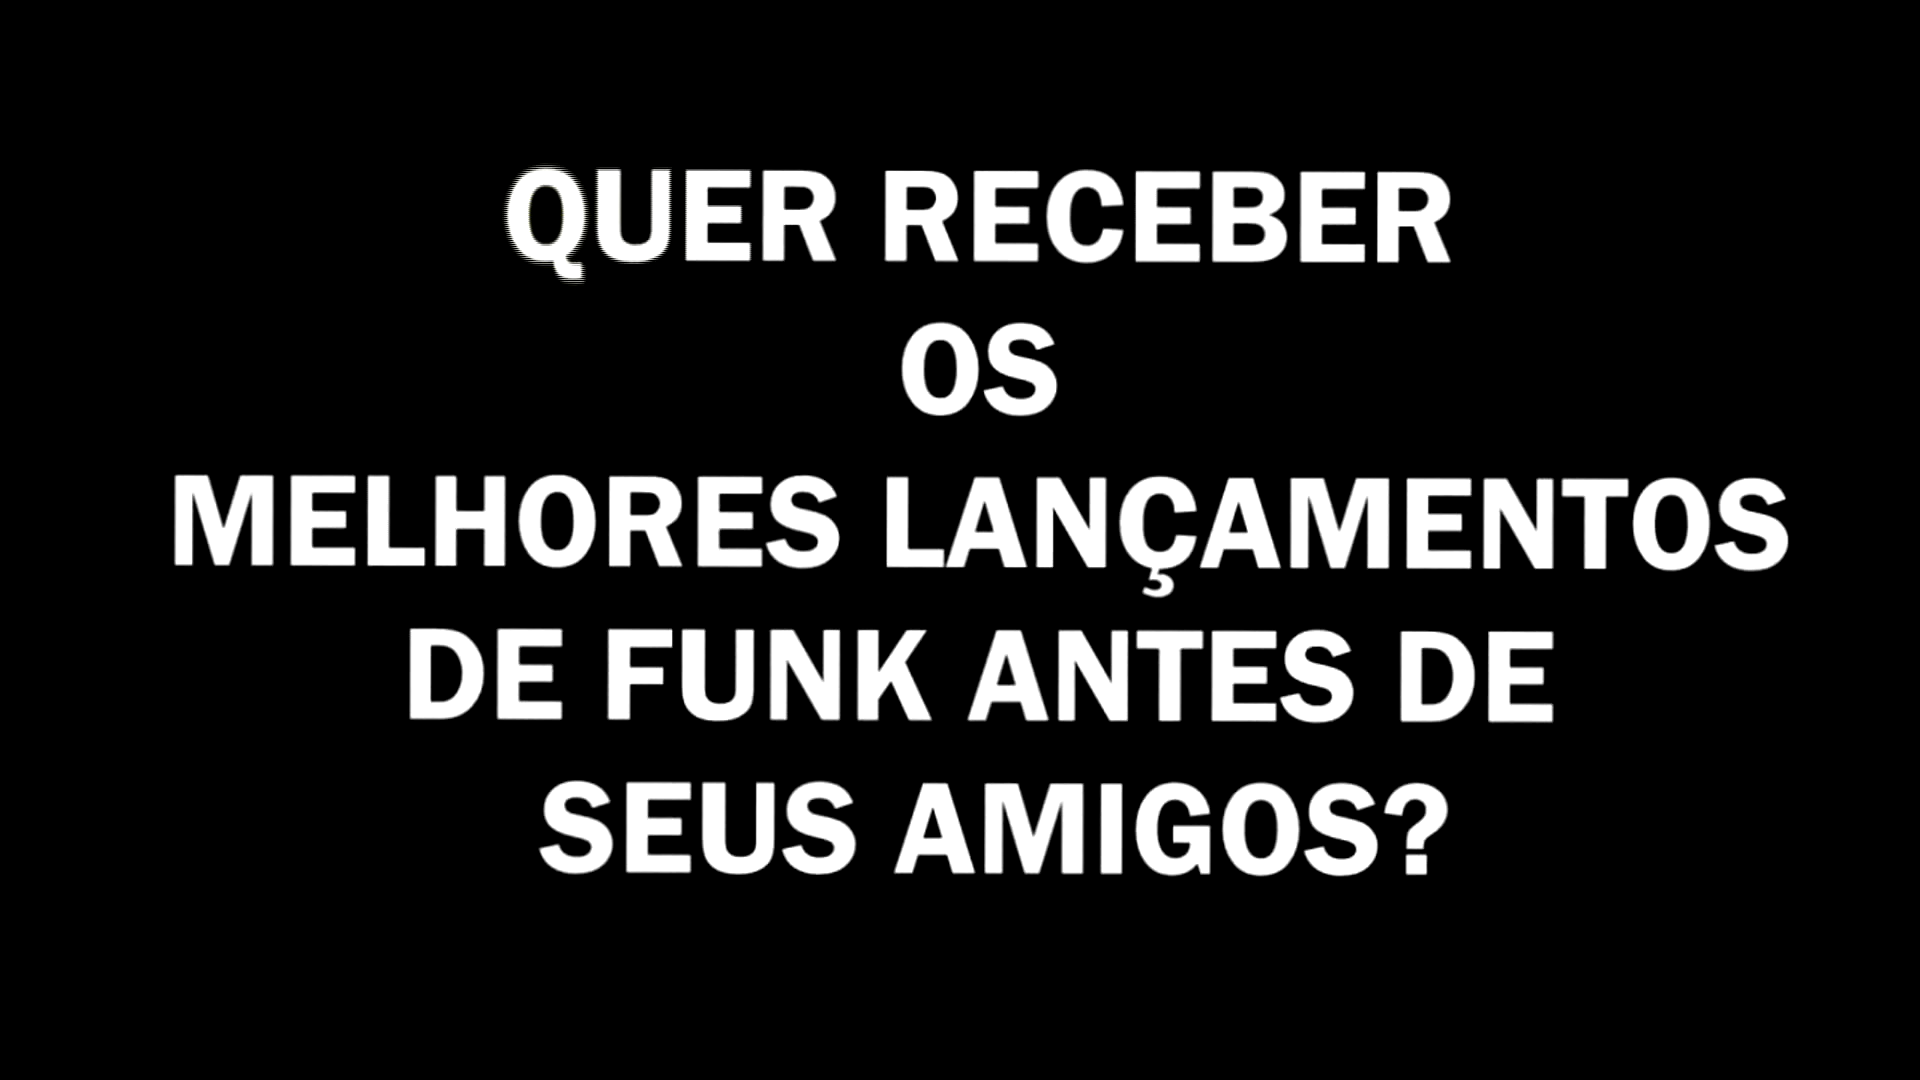 QUER RECEBER
OS
MELHORES LANÇAMENTOS
DE FUNK ANTES DE
SEUS AMIGOS?